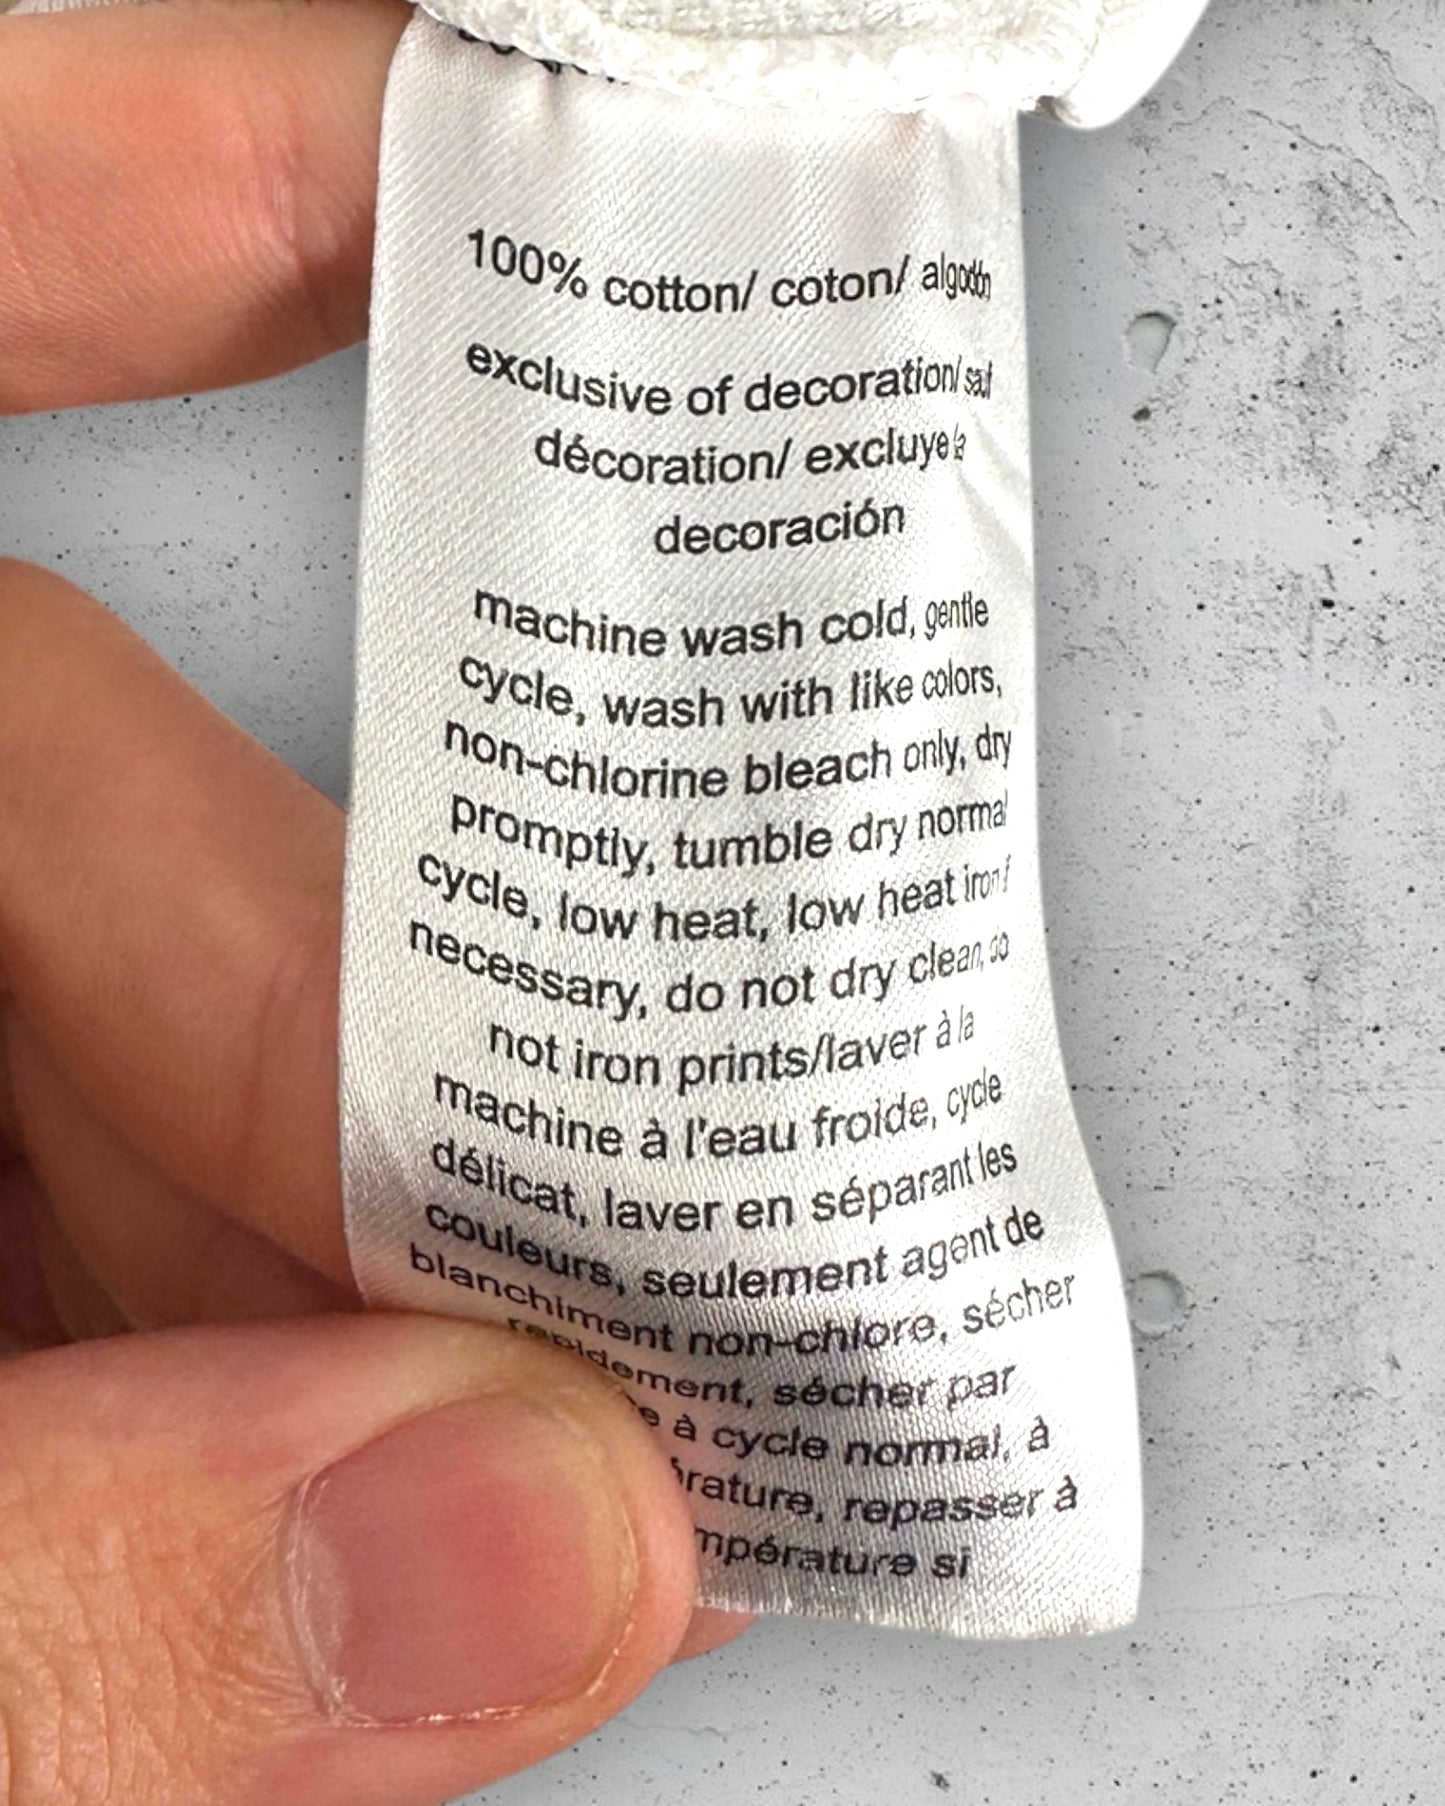 100% cotton/ coton/ algodón
exclusive of decoration/ sauf
décoration/ excluye la
decoración
machine wash cold, gentle
cycle, wash with like colors,
non-chlorine bleach only, dry
promptly, tumble dry normal
cycle, low heat, low heat iron if
necessary, do not dry clean, do
not iron prints/laver à la
machine à l'eau froide, cycle
délicat, laver en séparant les
couleurs, seulement agent de
blanchiment non-chlore, sécher
rapidement, sécher par
à cycle normal, à
repasser à
si